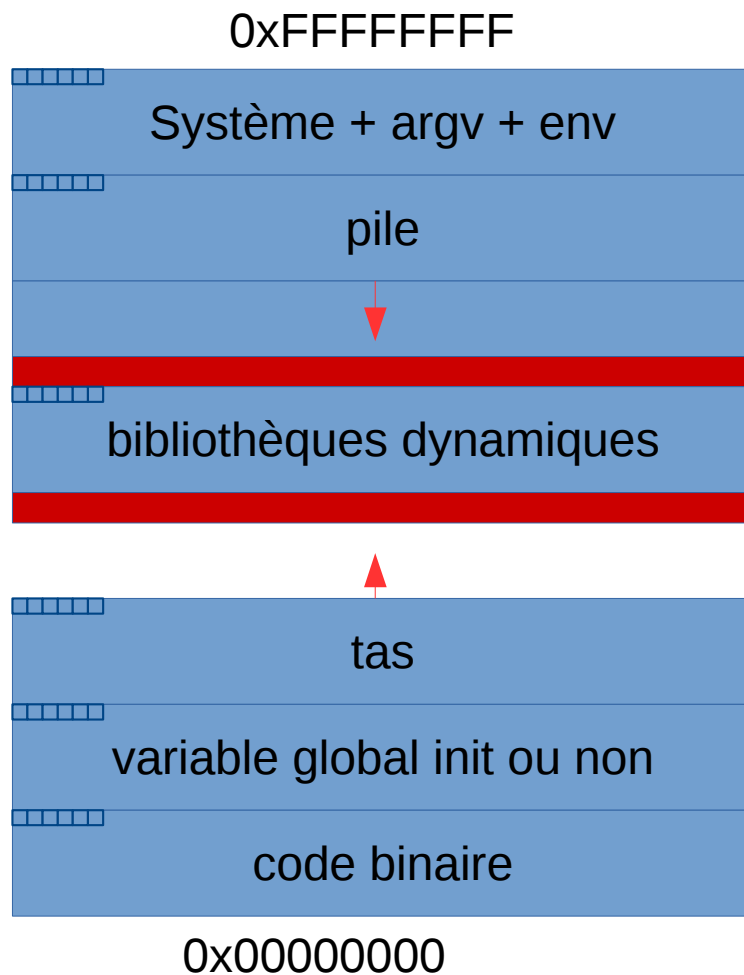 0xFFFFFFFF
Système + argv + env
pile
bibliothèques dynamiques
tas
variable global init ou non
code binaire
0x00000000